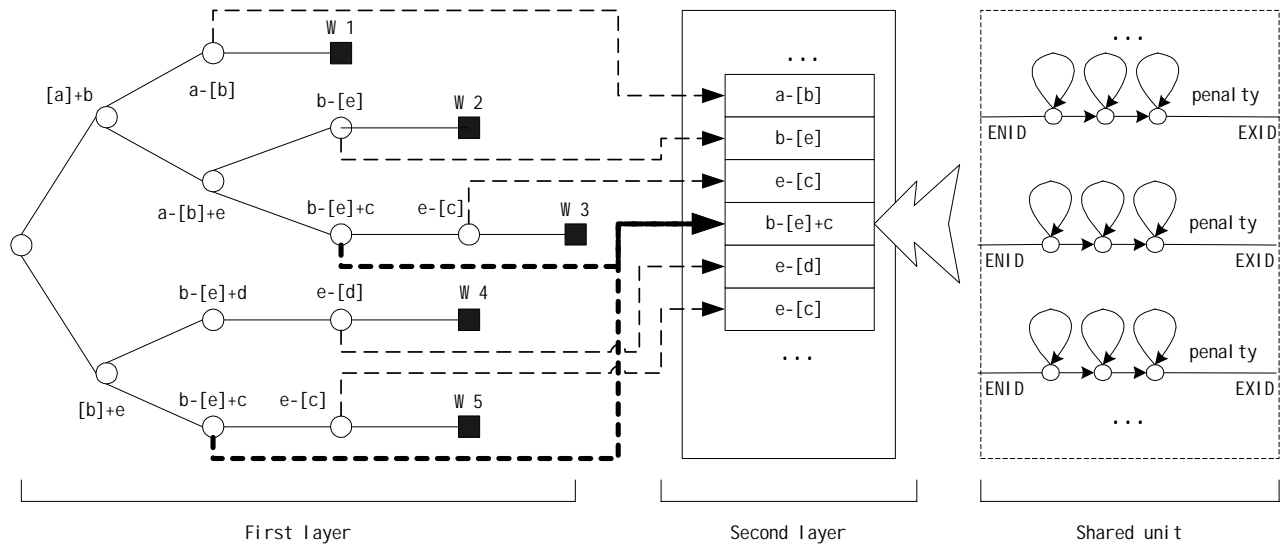 W 1
a-[b]
[a]+b
b-[e]
W 2
a-[b]+e
b-[e]+c
e-[c]
W 3
b-[e]+d
e-[d]
W 4
[b]+e
b-[e]+c
e-[c]
W 5
First layer
...
a-[b]
b-[e]
e-[c]
b-[e]+c
e-[d]
e-[c]
...
Second layer
...
penalty
ENID
EXID
penalty
ENID
EXID
penalty
ENID
EXID
...
Shared unit